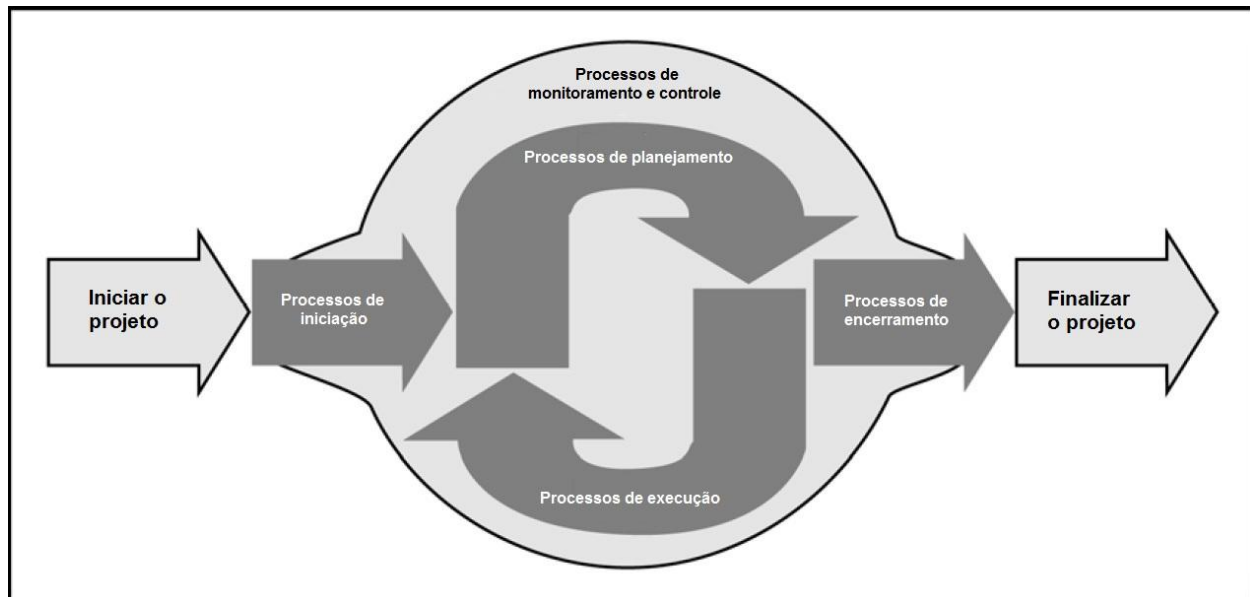 Processos de
monitoramento e controle
Processos de planejamento
Iniciar o
projeto
Processos de
iniciação
Processos de
encerramento
Finalizar
o projeto
Processos de execução